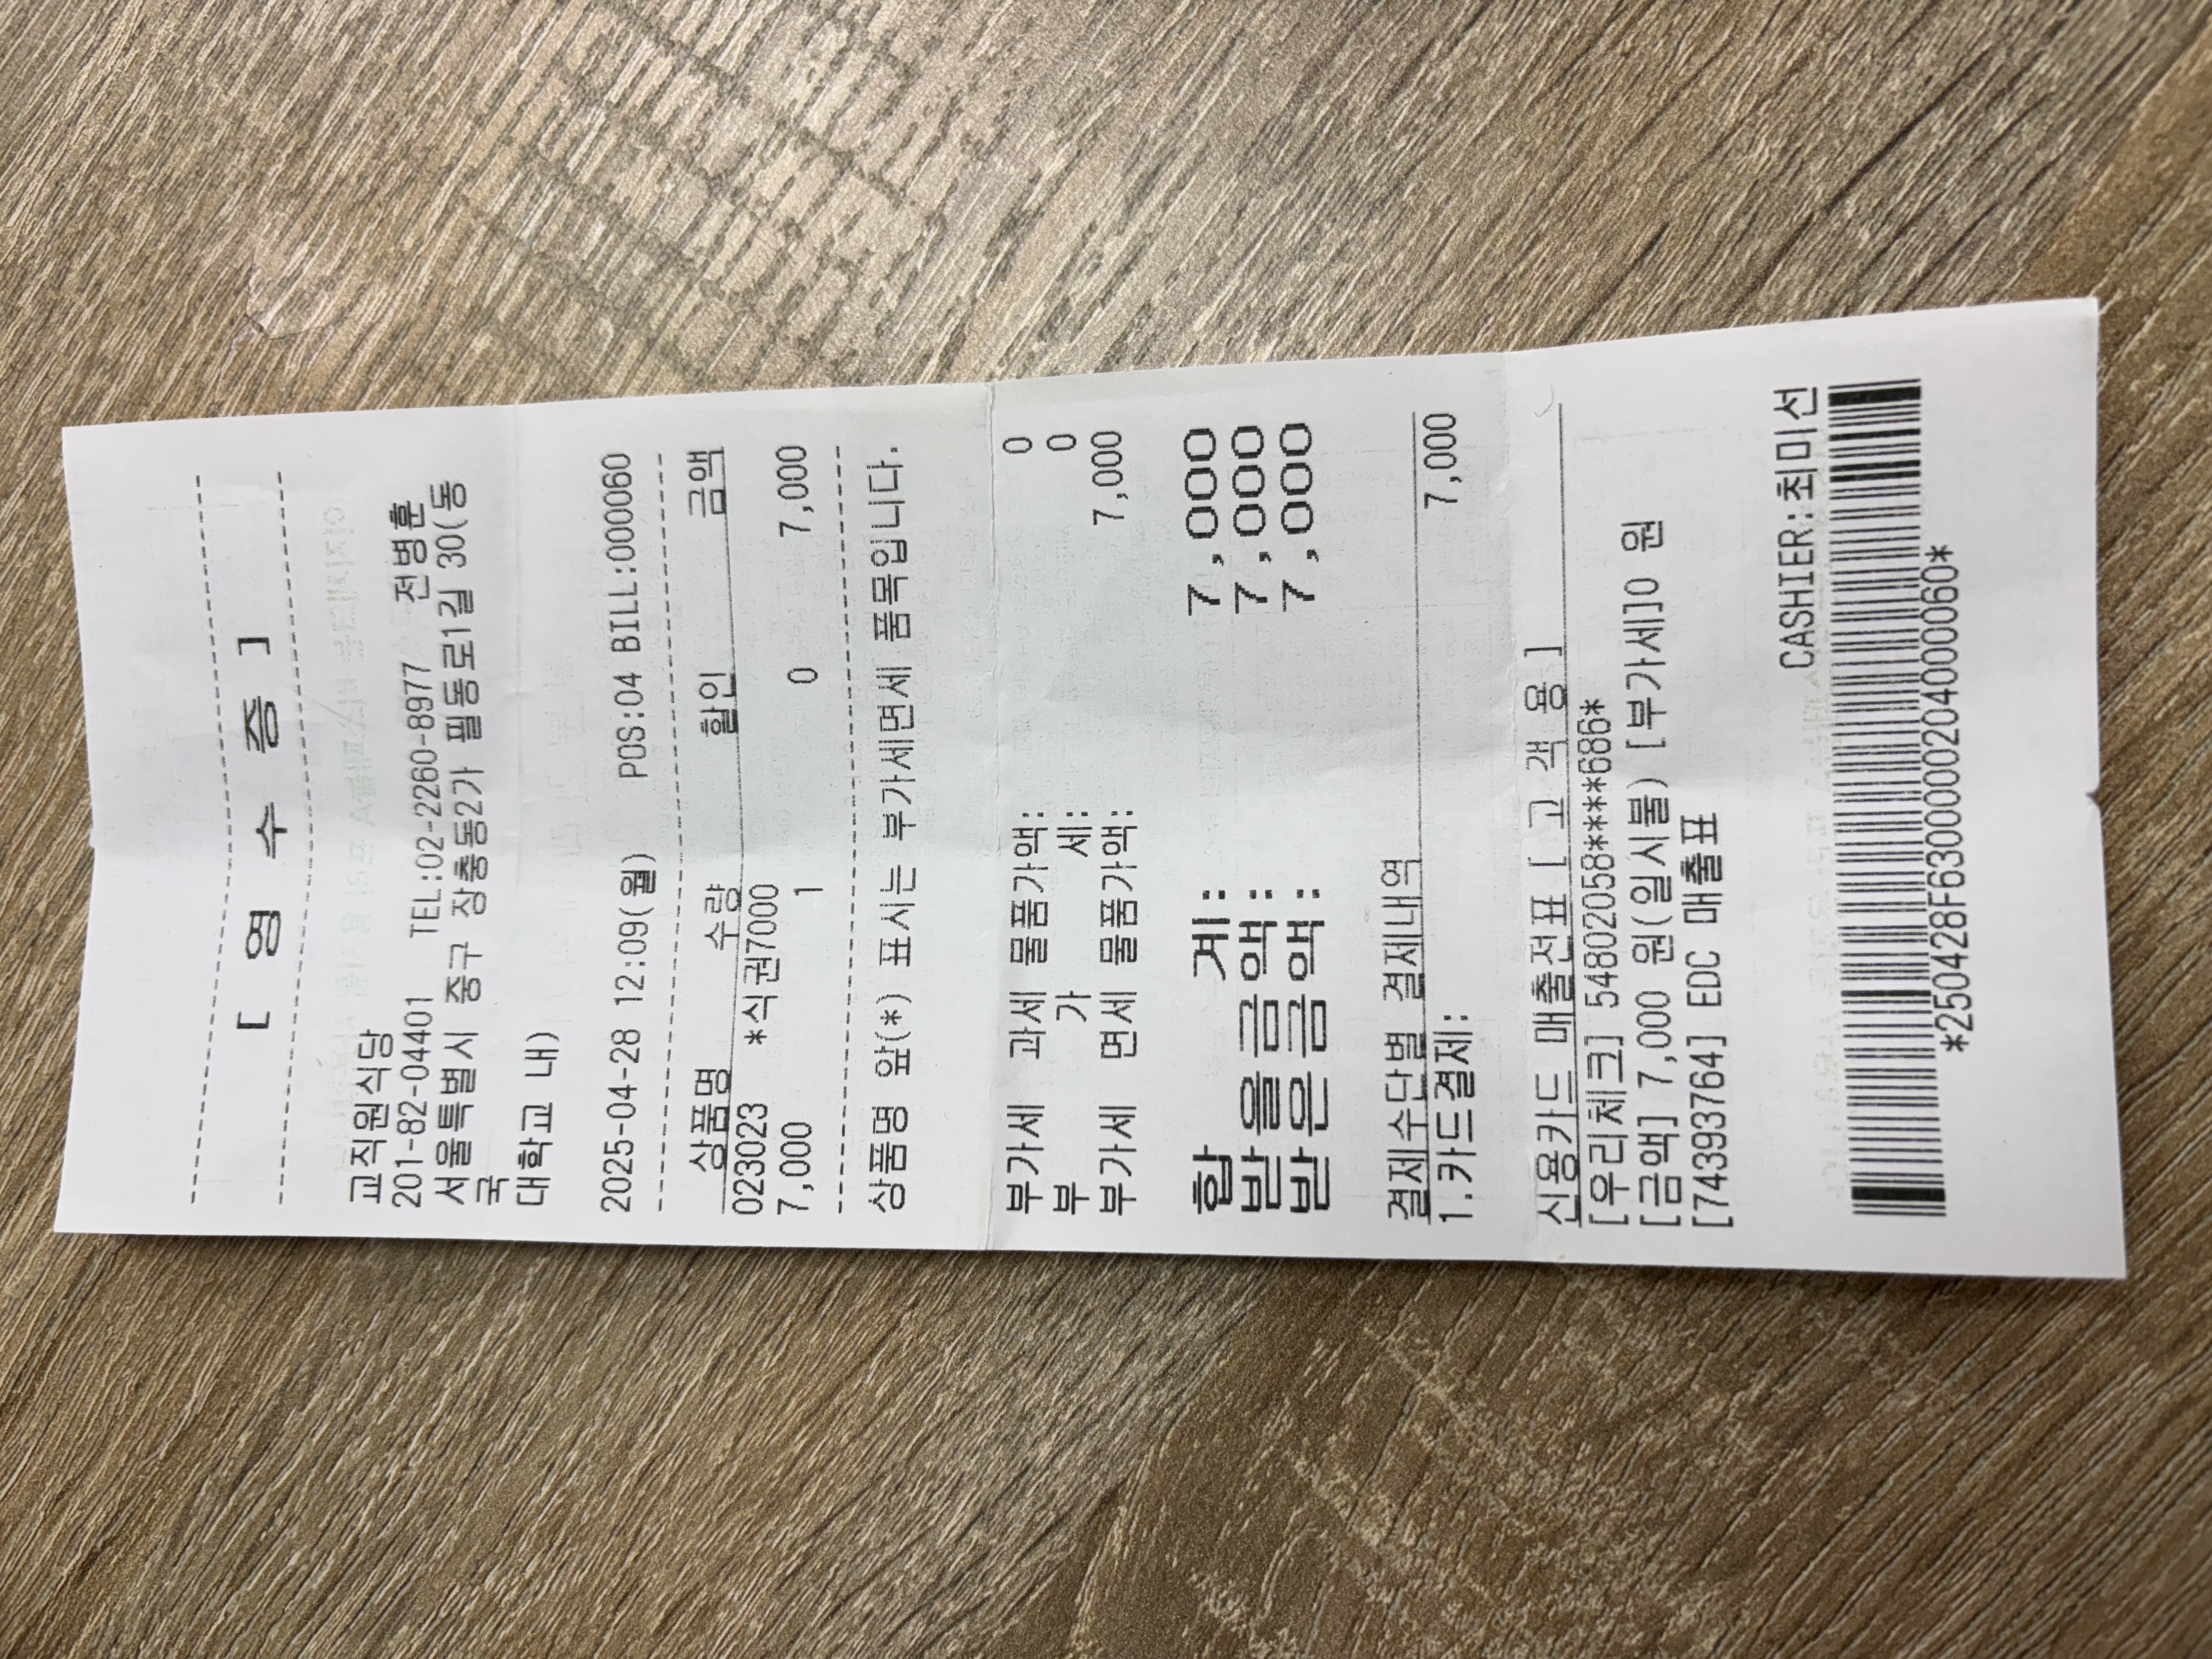 [ 영 수 증 ]
교직원식당
201-82-04401 TEL:02-2260-8977 전병훈
서울특별시 중구 장충동2가 필동로1길 30(동
국
대학교 내)
2025-04-28 12:09(월) POS:04 BILL:000060
상품명 수량 할인 금액
023023 *식권7000
7,000 1 0 7,000
상품명 앞(*) 표시는 부가세면세 품목입니다.
부가세 과세 물품가액: 0
부 가 세: 0
부가세 면세 물품가액: 7,000
합 계: 7,000
받을금액: 7,000
받은금액: 7,000
결제수단별 결제내역
1.카드결제: 7,000
신용카드 매출전표 [ 고 객 용 ]
[우리체크] 54802058****686*
[금액] 7,000 원(일시불) [부가세]0 원
[74393764] EDC 매출표
CASHIER:최미선
*250428F6300000204000060*